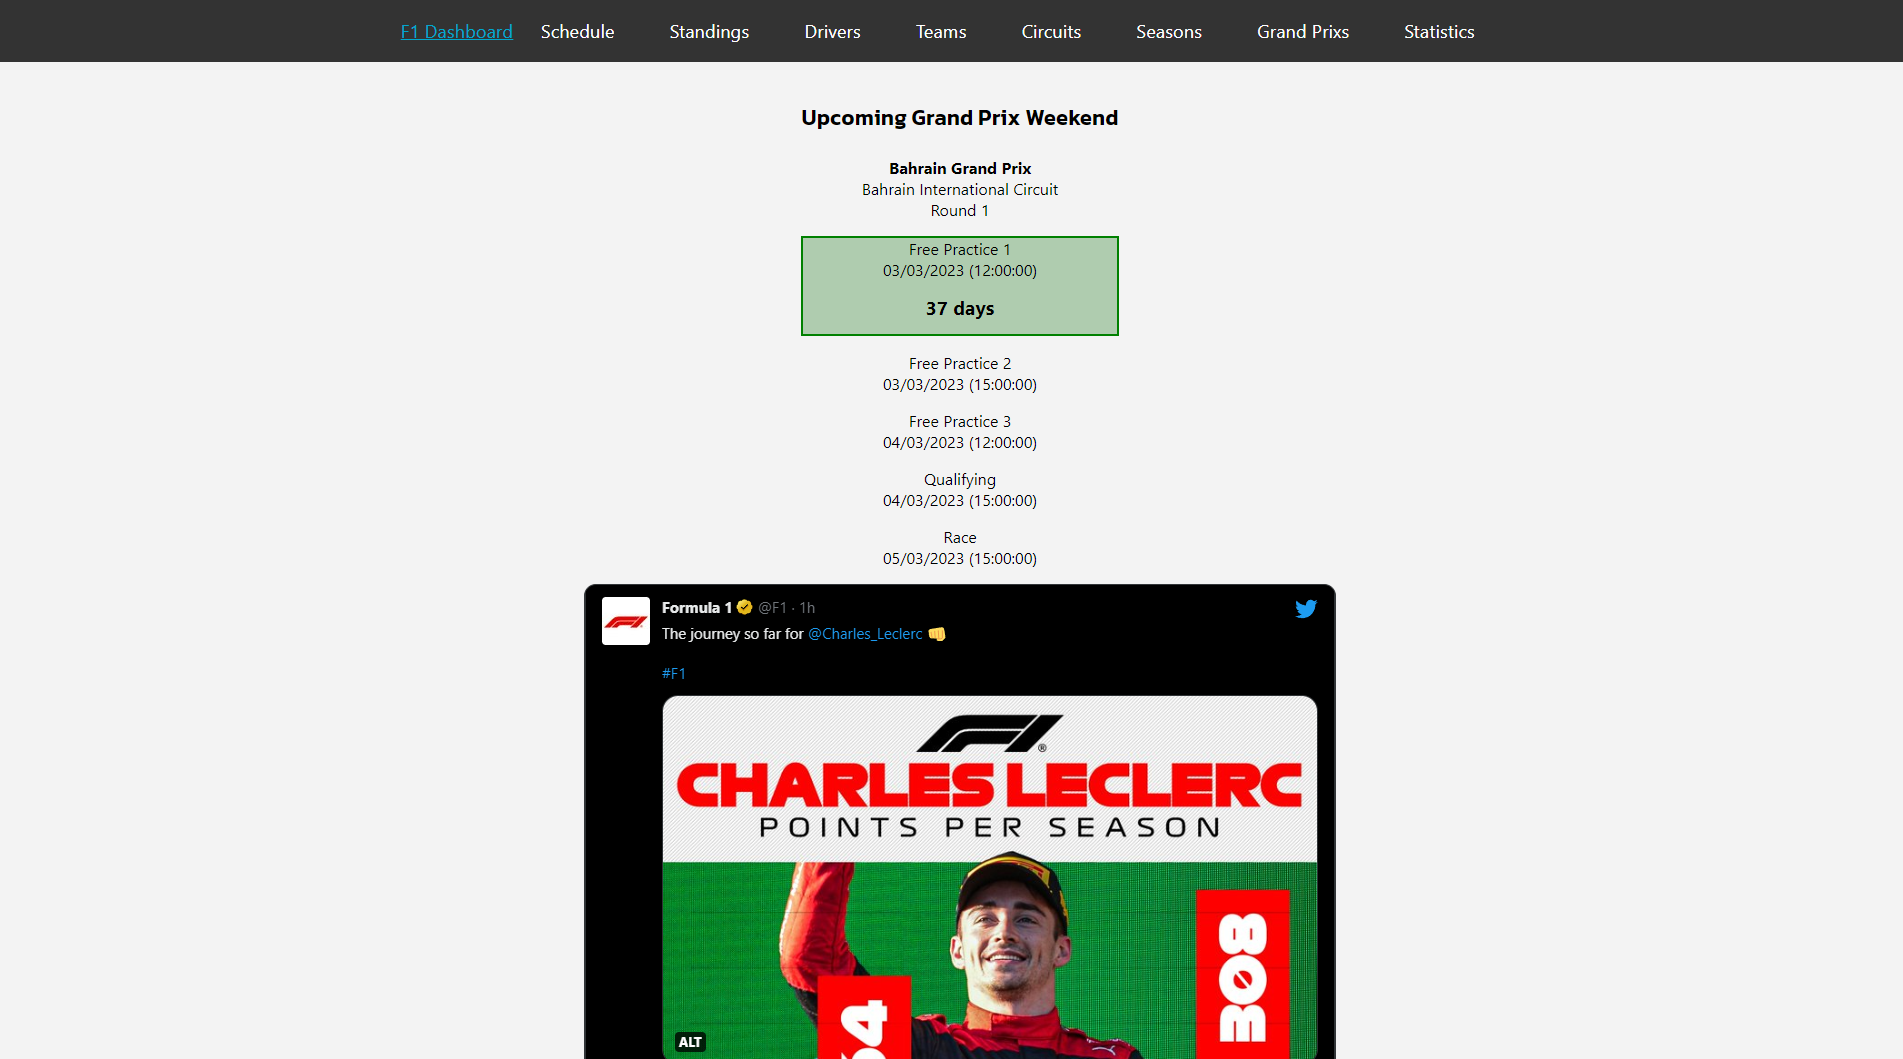 F1 Dashboard Schedule Standings Drivers Teams Circuits Seasons Grand Prixs Statistics
Upcoming Grand Prix Weekend
Bahrain Grand Prix
Bahrain International Circuit
Round 1
Free Practice 1
03/03/2023 (12:00:00)
37 days
Free Practice 2
03/03/2023 (15:00:00)
Free Practice 3
04/03/2023 (12:00:00)
Qualifying
04/03/2023 (15:00:00)
Race
05/03/2023 (15:00:00)
Formula 1 @F1 · 1h
The journey so far for @Charles_Leclerc 👊
#F1
F1®
CHARLES LECLERC
POINTS PER SEASON
308
ALT